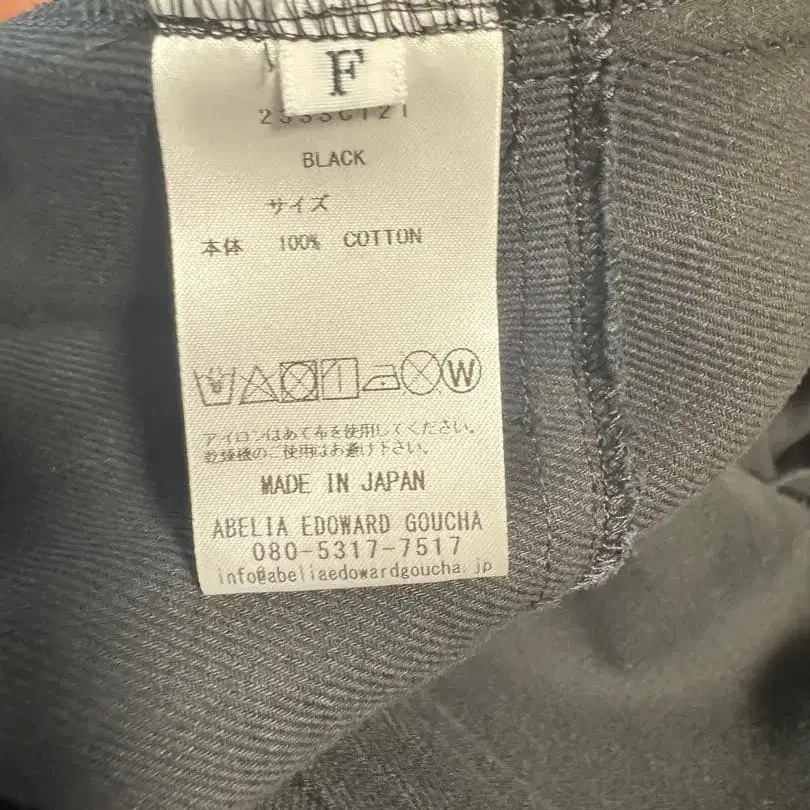 F
BLACK
サイズ
本体 100% COTTON
W
アイロンはあて布を使用してください。
乾燥機のご使用はお避け下さい。
MADE IN JAPAN
ABELIA EDOWARD GOUCHA
080-5317-7517
info@abeliaedowardgoucha.jp